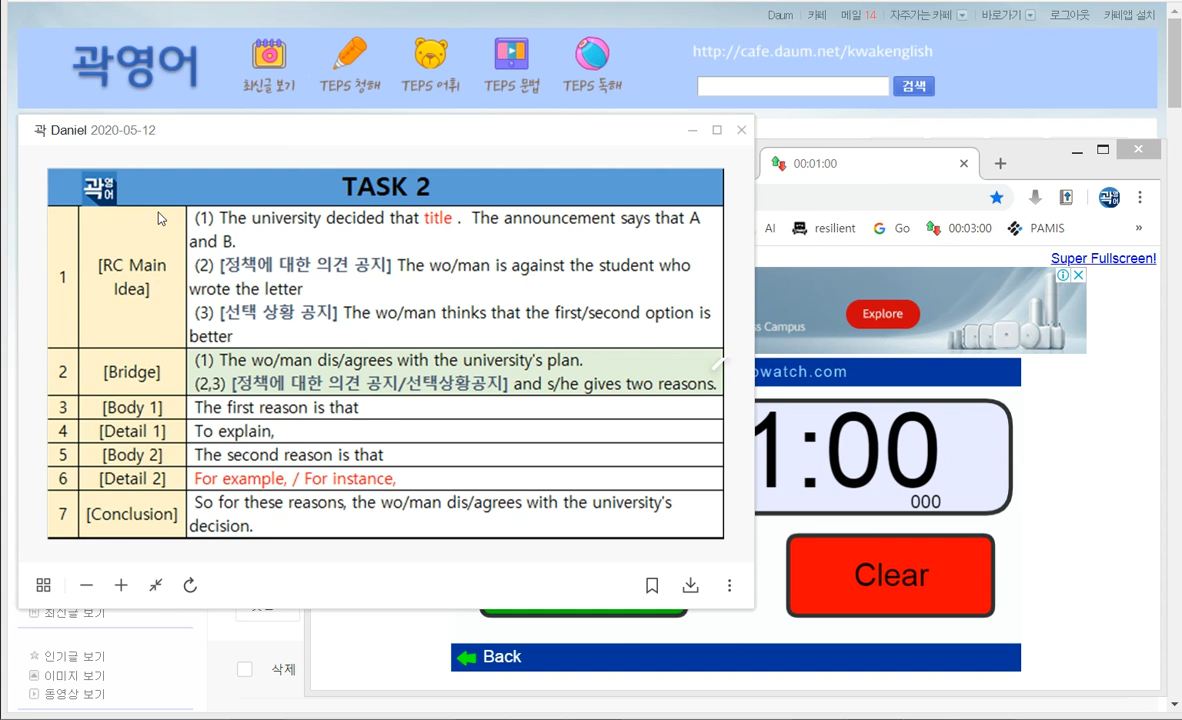 Daum 카페 메일 14 자주가는 카페 바로가기 로그아웃 카페앱 설치
곽영어
최신글 보기 TEPS 청해 TEPS 어휘 TEPS 문법 TEPS 독해
http://cafe.daum.net/kwakenglish
검색
곽 Daniel 2020-05-12
곽영어
TASK 2
1
[RC Main
Idea]
(1) The university decided that title . The announcement says that A
and B.
(2) [정책에 대한 의견 공지] The wo/man is against the student who
wrote the letter
(3) [선택 상황 공지] The wo/man thinks that the first/second option is
better
2 [Bridge]
(1) The wo/man dis/agrees with the university's plan.
(2,3) [정책에 대한 의견 공지/선택상황공지] and s/he gives two reasons.
3 [Body 1] The first reason is that
4 [Detail 1] To explain,
5 [Body 2] The second reason is that
6 [Detail 2] For example, / For instance,
7 [Conclusion]
So for these reasons, the wo/man dis/agrees with the university's
decision.
최신글 보기
인기글 보기
이미지 보기
동영상 보기
삭제
00:01:00
곽영어
AI resilient Go 00:03:00 PAMIS »
Super Fullscreen!
Explore
s Campus
owatch.com
1:00
000
Clear
Back